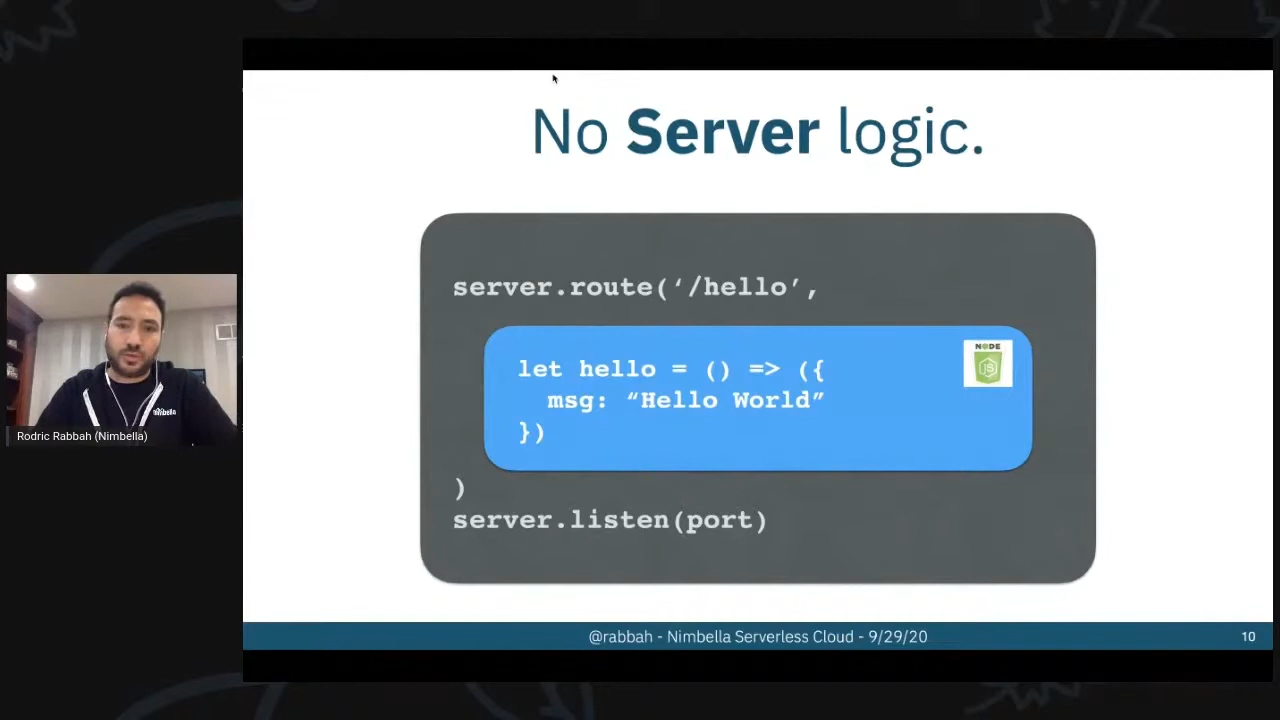 No Server logic.
server.route(‘/hello’,
NODE
JS
let hello = () => ({
msg: “Hello World”
})
)
server.listen(port)
nimbella
Rodric Rabbah (Nimbella)
@rabbah - Nimbella Serverless Cloud - 9/29/20
10